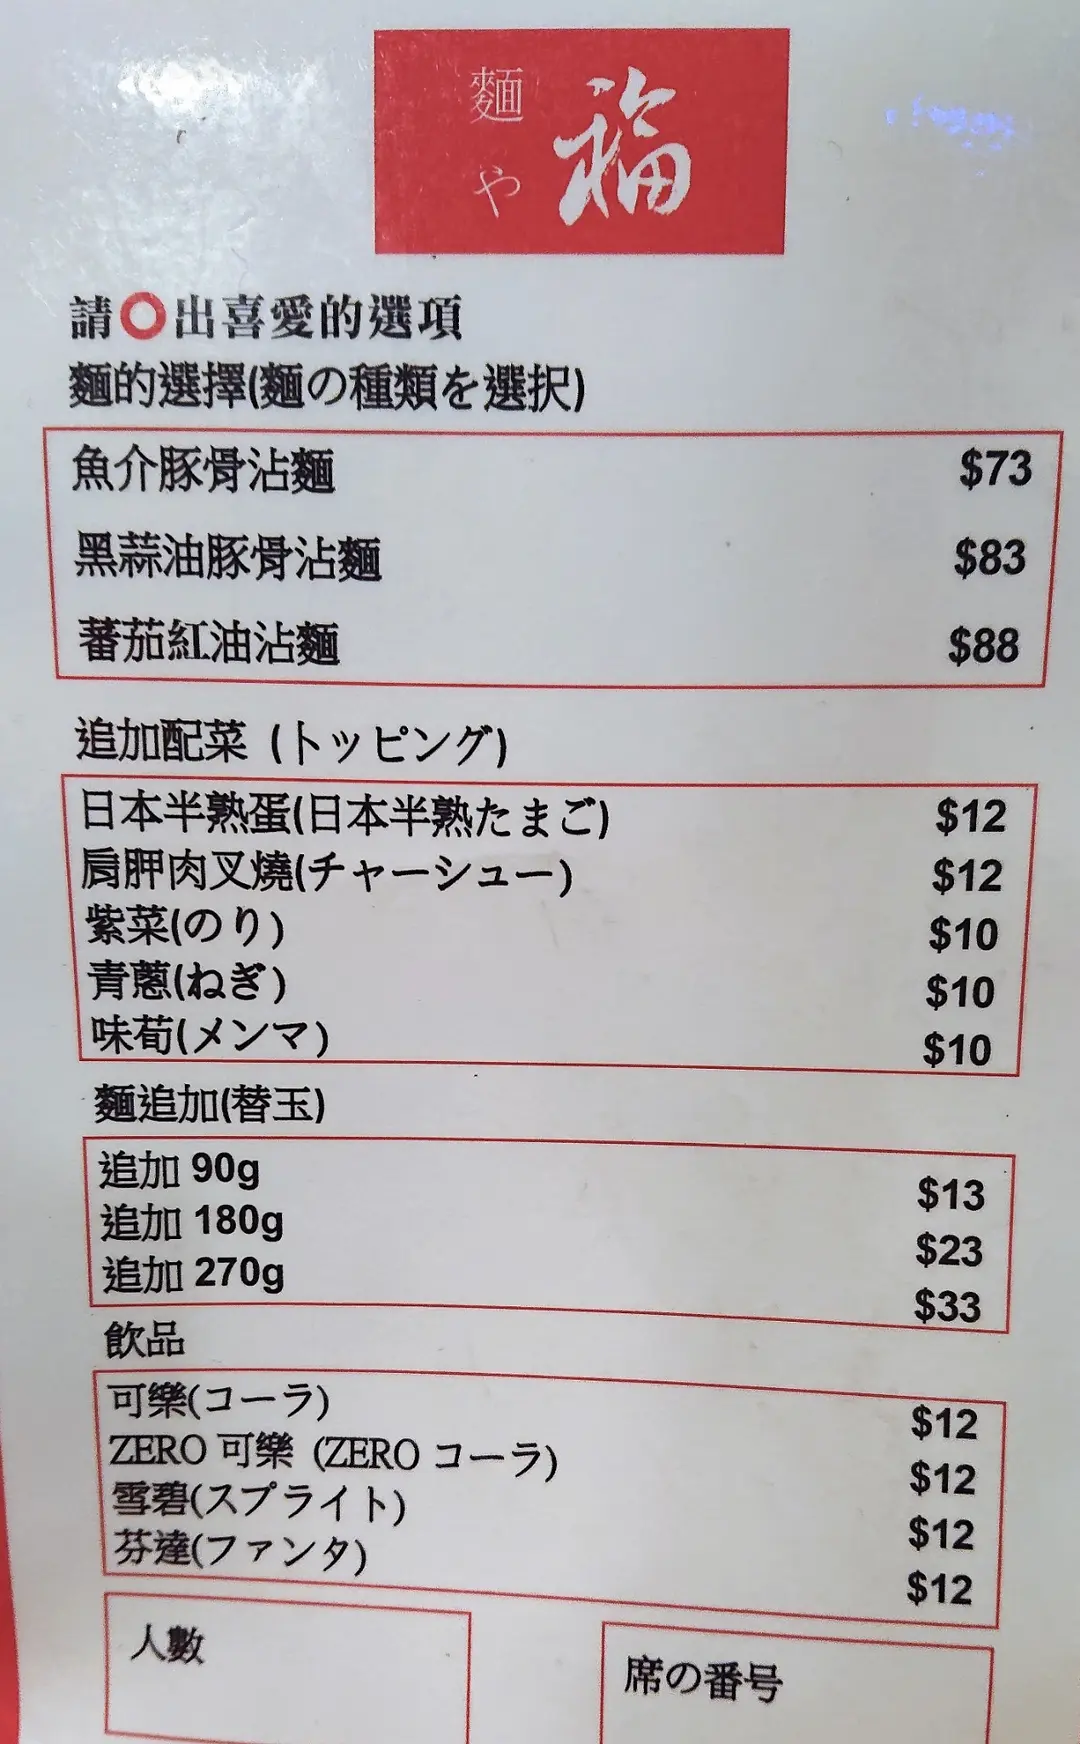 麵や
福
請⭕出喜愛的選項
麵的選擇(麵の種類を選択)
魚介豚骨沾麵 $73
黑蒜油豚骨沾麵 $83
蕃茄紅油沾麵 $88
追加配菜 (トッピング)
日本半熟蛋(日本半熟たまご) $12
肩胛肉叉燒(チャーシュー) $12
紫菜(のり) $10
青蔥(ねぎ) $10
味荀(メンマ) $10
麵追加(替玉)
追加 90g $13
追加 180g $23
追加 270g $33
飲品
可樂(コーラ) $12
ZERO 可樂 (ZERO コーラ) $12
雪碧(スプライト) $12
芬達(ファンタ) $12
人數
席の番号